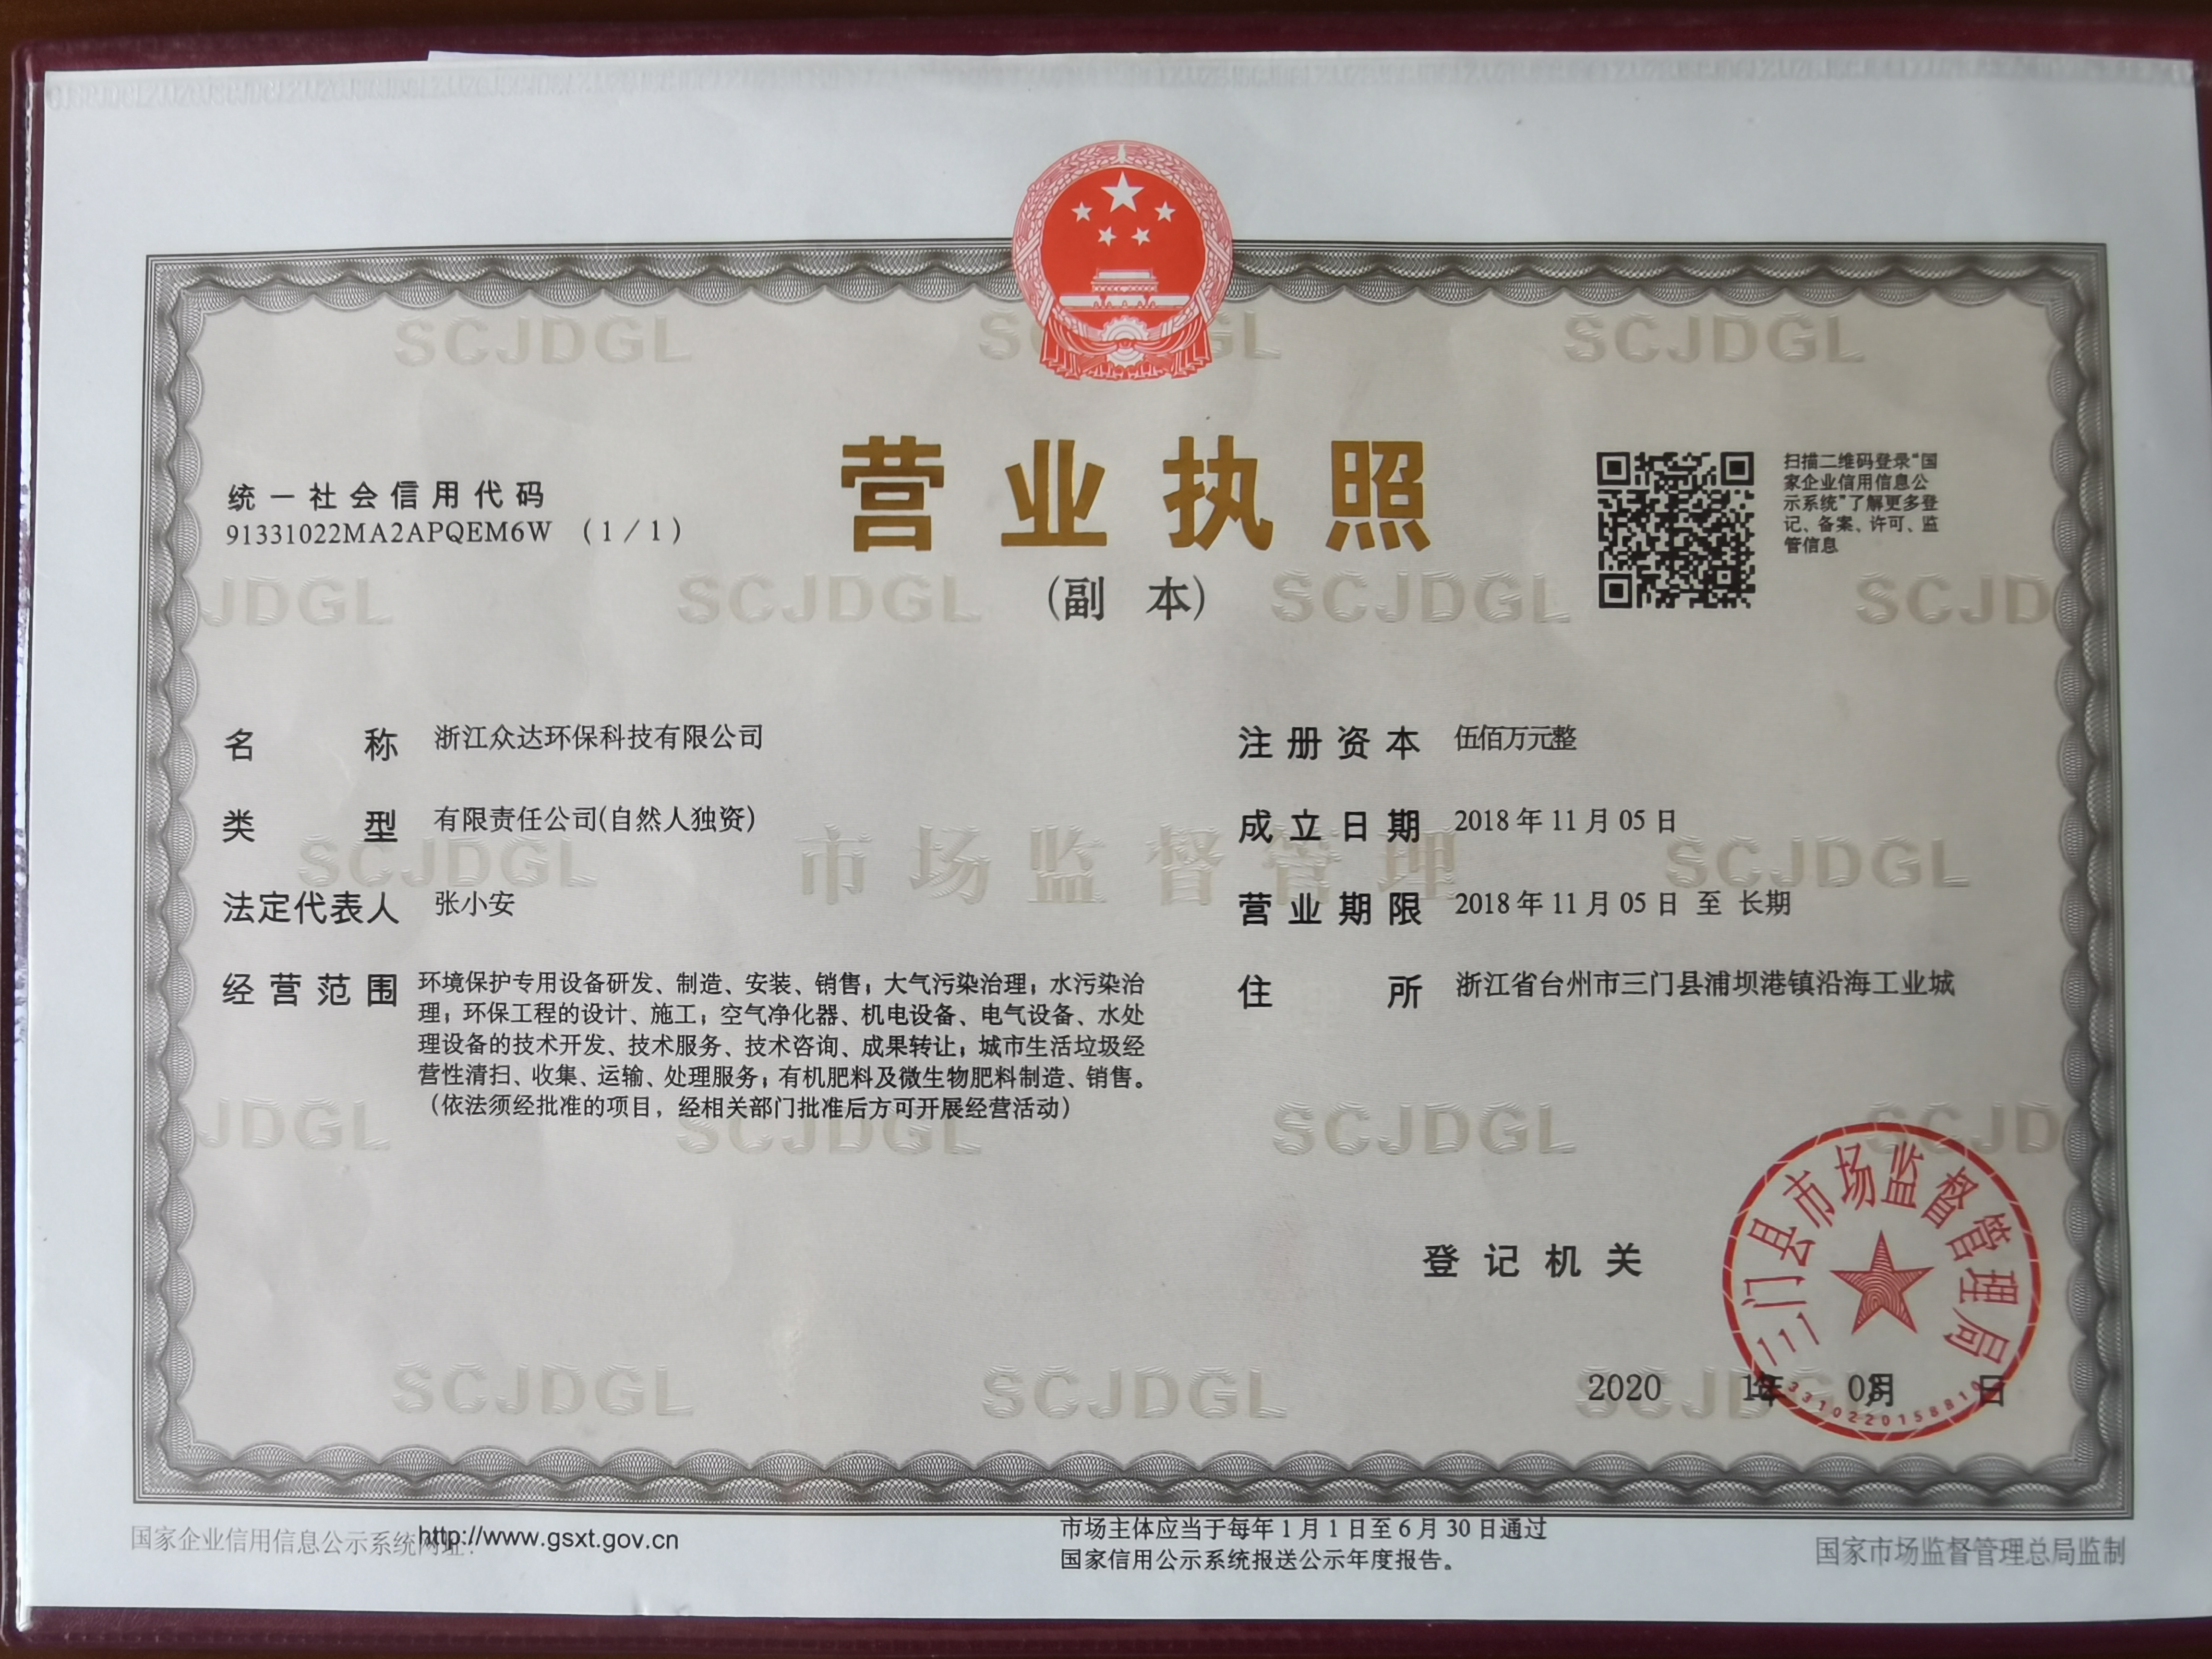 统一社会信用代码
91331022MA2APQEM6W （1/1）
营业执照
(副 本)
扫描二维码登录“国
家企业信用信息公
示系统”了解更多登
记、备案、许可、监
管信息
名 称 浙江众达环保科技有限公司
类 型 有限责任公司(自然人独资)
法定代表人 张小安
经营范围 环境保护专用设备研发、制造、安装、销售；大气污染治理；水污染治
理；环保工程的设计、施工；空气净化器、机电设备、电气设备、水处
理设备的技术开发、技术服务、技术咨询、成果转让；城市生活垃圾经
营性清扫、收集、运输、处理服务；有机肥料及微生物肥料制造、销售。
（依法须经批准的项目，经相关部门批准后方可开展经营活动）
注册资本 伍佰万元整
成立日期 2018 年 11 月 05 日
营业期限 2018 年 11 月 05 日 至 长期
住 所 浙江省台州市三门县浦坝港镇沿海工业城
登记机关
三门县市场监督管理局
2020 年 月 日
国家企业信用信息公示系统网址：http://www.gsxt.gov.cn
市场主体应当于每年 1 月 1 日至 6 月 30 日通过
国家信用公示系统报送公示年度报告。
国家市场监督管理总局监制
SCJDGL
市场监督管理